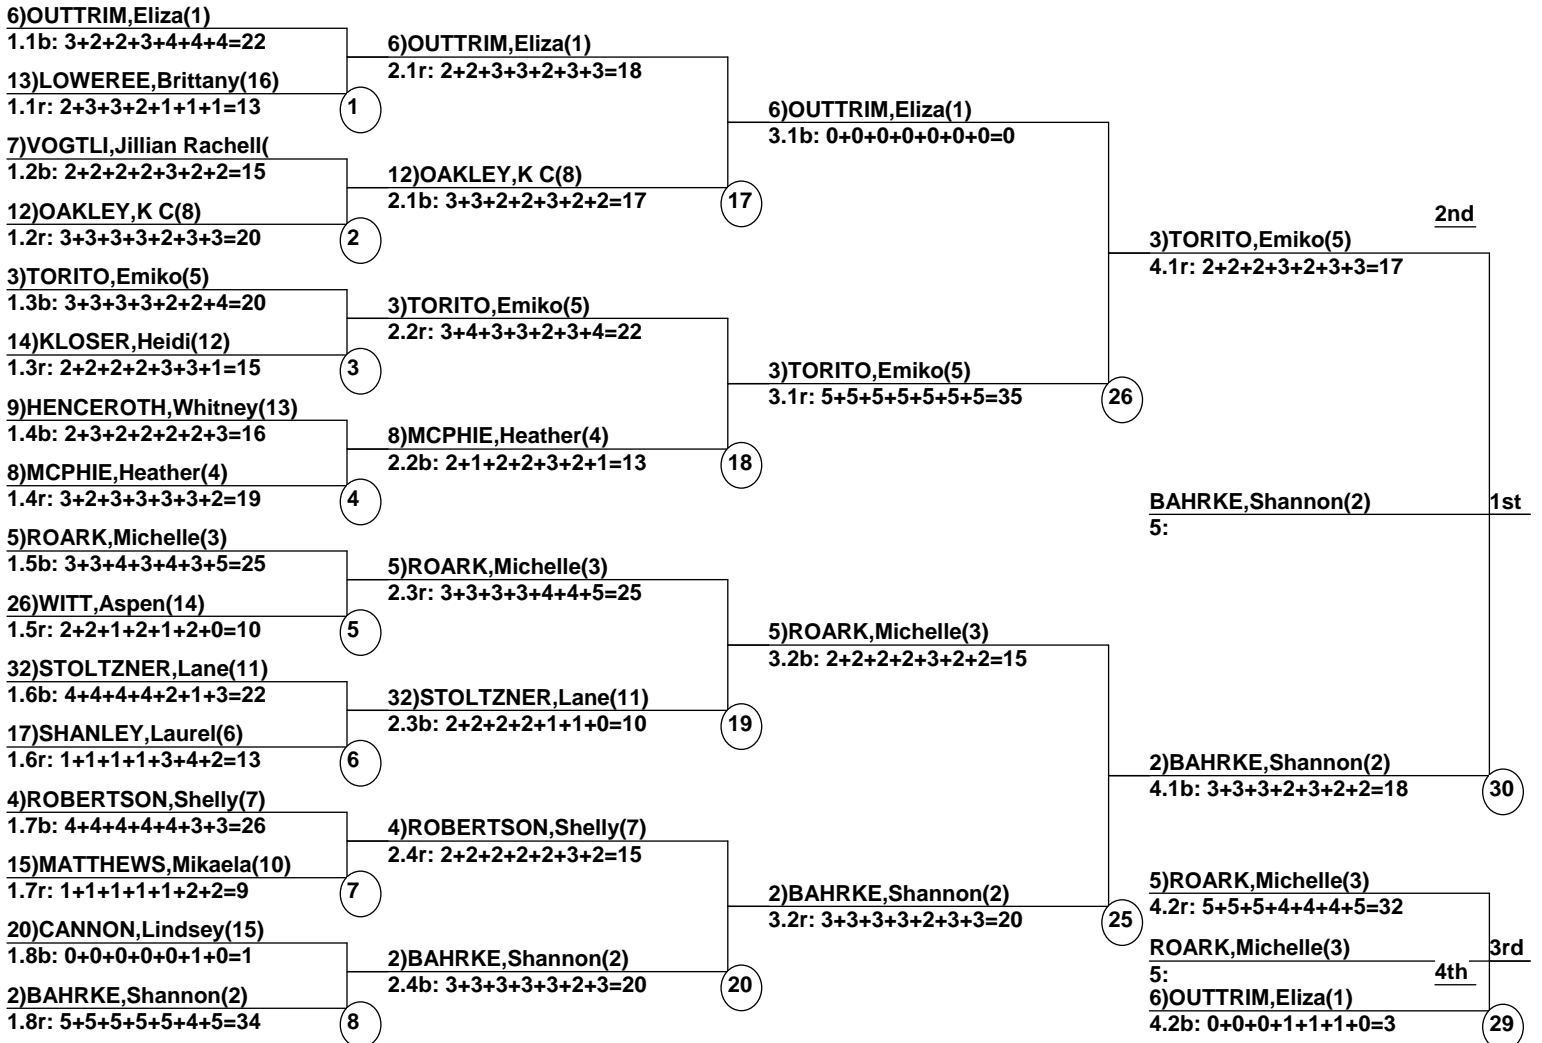 6)OUTTRIM,Eliza(1)
1.1b: 3+2+2+3+4+4+4=22
13)LOWEREE,Brittany(16)
1.1r: 2+3+3+2+1+1+1=13
1
7)VOGTLI,Jillian Rachell(
1.2b: 2+2+2+2+3+2+2=15
12)OAKLEY,K C(8)
1.2r: 3+3+3+3+2+3+3=20
2
3)TORITO,Emiko(5)
1.3b: 3+3+3+3+2+2+4=20
14)KLOSER,Heidi(12)
1.3r: 2+2+2+2+3+3+1=15
3
9)HENCEROTH,Whitney(13)
1.4b: 2+3+2+2+2+2+3=16
8)MCPHIE,Heather(4)
1.4r: 3+2+3+3+3+3+2=19
4
5)ROARK,Michelle(3)
1.5b: 3+3+4+3+4+3+5=25
26)WITT,Aspen(14)
1.5r: 2+2+1+2+1+2+0=10
5
32)STOLTZNER,Lane(11)
1.6b: 4+4+4+4+2+1+3=22
17)SHANLEY,Laurel(6)
1.6r: 1+1+1+1+3+4+2=13
6
4)ROBERTSON,Shelly(7)
1.7b: 4+4+4+4+4+3+3=26
15)MATTHEWS,Mikaela(10)
1.7r: 1+1+1+1+1+2+2=9
7
20)CANNON,Lindsey(15)
1.8b: 0+0+0+0+0+1+0=1
2)BAHRKE,Shannon(2)
1.8r: 5+5+5+5+5+4+5=34
8
6)OUTTRIM,Eliza(1)
2.1r: 2+2+3+3+2+3+3=18
12)OAKLEY,K C(8)
2.1b: 3+3+2+2+3+2+2=17
17
3)TORITO,Emiko(5)
2.2r: 3+4+3+3+2+3+4=22
8)MCPHIE,Heather(4)
2.2b: 2+1+2+2+3+2+1=13
18
5)ROARK,Michelle(3)
2.3r: 3+3+3+3+4+4+5=25
32)STOLTZNER,Lane(11)
2.3b: 2+2+2+2+1+1+0=10
19
4)ROBERTSON,Shelly(7)
2.4r: 2+2+2+2+2+3+2=15
2)BAHRKE,Shannon(2)
2.4b: 3+3+3+3+3+2+3=20
20
6)OUTTRIM,Eliza(1)
3.1b: 0+0+0+0+0+0+0=0
3)TORITO,Emiko(5)
3.1r: 5+5+5+5+5+5+5=35
26
5)ROARK,Michelle(3)
3.2b: 2+2+2+2+3+2+2=15
2)BAHRKE,Shannon(2)
3.2r: 3+3+3+3+2+3+3=20
25
2nd
3)TORITO,Emiko(5)
4.1r: 2+2+2+3+2+3+3=17
BAHRKE,Shannon(2)
1st
5:
2)BAHRKE,Shannon(2)
4.1b: 3+3+3+2+3+2+2=18
30
5)ROARK,Michelle(3)
4.2r: 5+5+5+4+4+4+5=32
ROARK,Michelle(3)
3rd
5:
4th
6)OUTTRIM,Eliza(1)
4.2b: 0+0+0+1+1+1+0=3
29